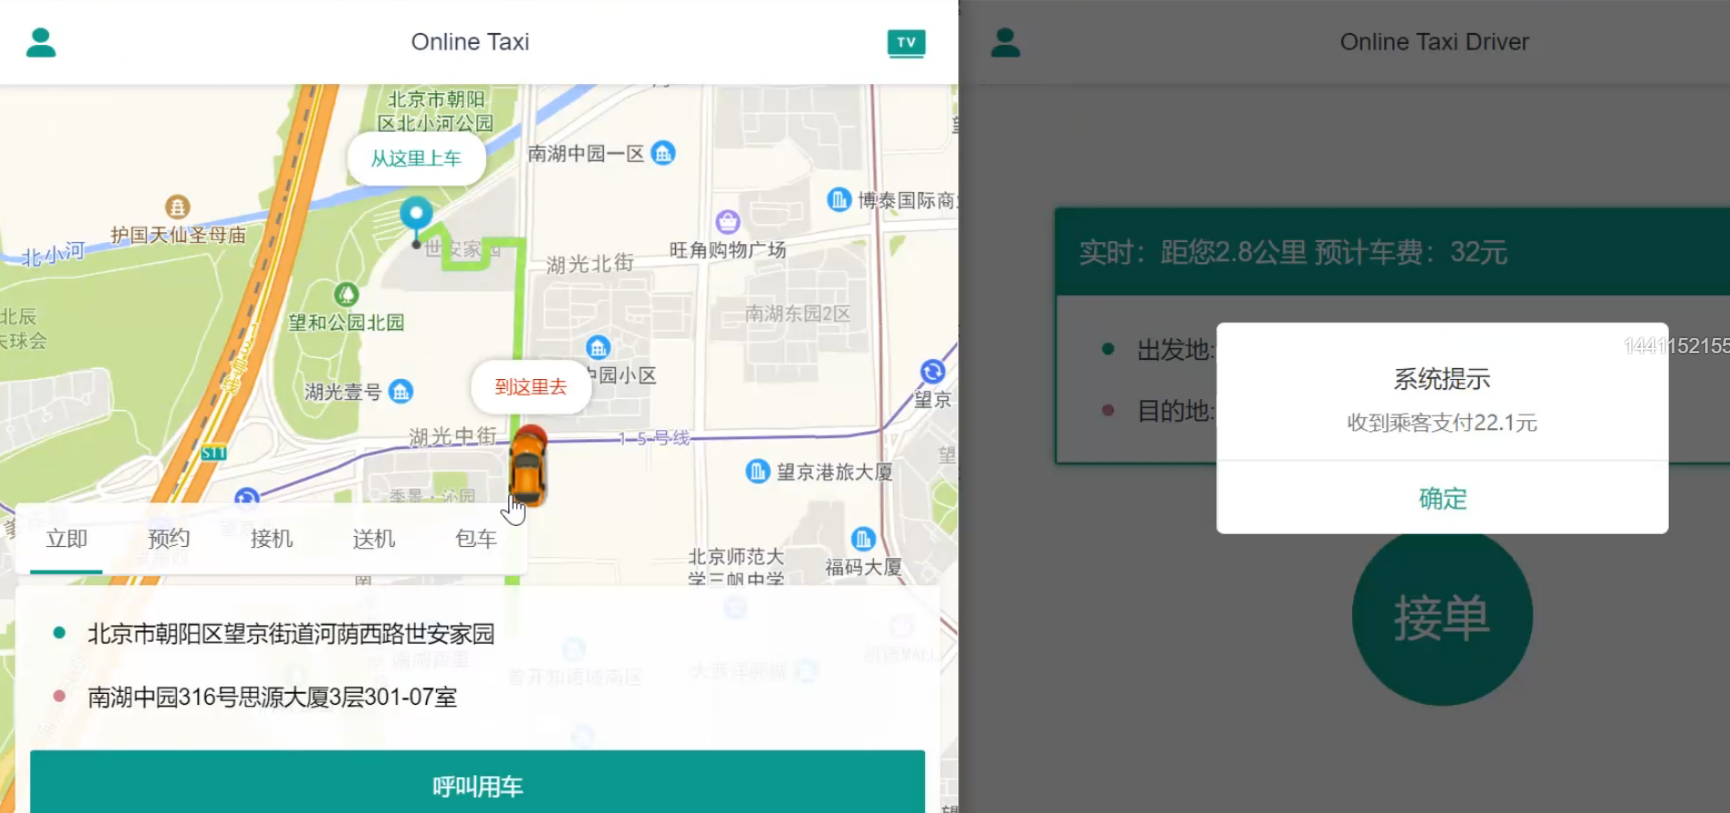 Online Taxi
TV
北京市朝阳
区北小河公园
从这里上车
南湖中园一区
博泰国际商
护国天仙圣母庙
北小河
世安家园
旺角购物广场
湖光北街
北辰
望和公园北园
南湖东园2区
中园小区
湖光壹号
到这里去
望京
湖光中街
15号线
S11
望京港旅大厦
季景·沁园
立即
预约
接机
送机
包车
北京师范大
学三帆中学
福码大厦
北京市朝阳区望京街道河荫西路世安家园
南湖中园316号思源大厦3层301-07室
呼叫用车
Online Taxi Driver
实时：距您2.8公里 预计车费：32元
出发地:
目的地:
1441152155
系统提示
收到乘客支付22.1元
确定
接单